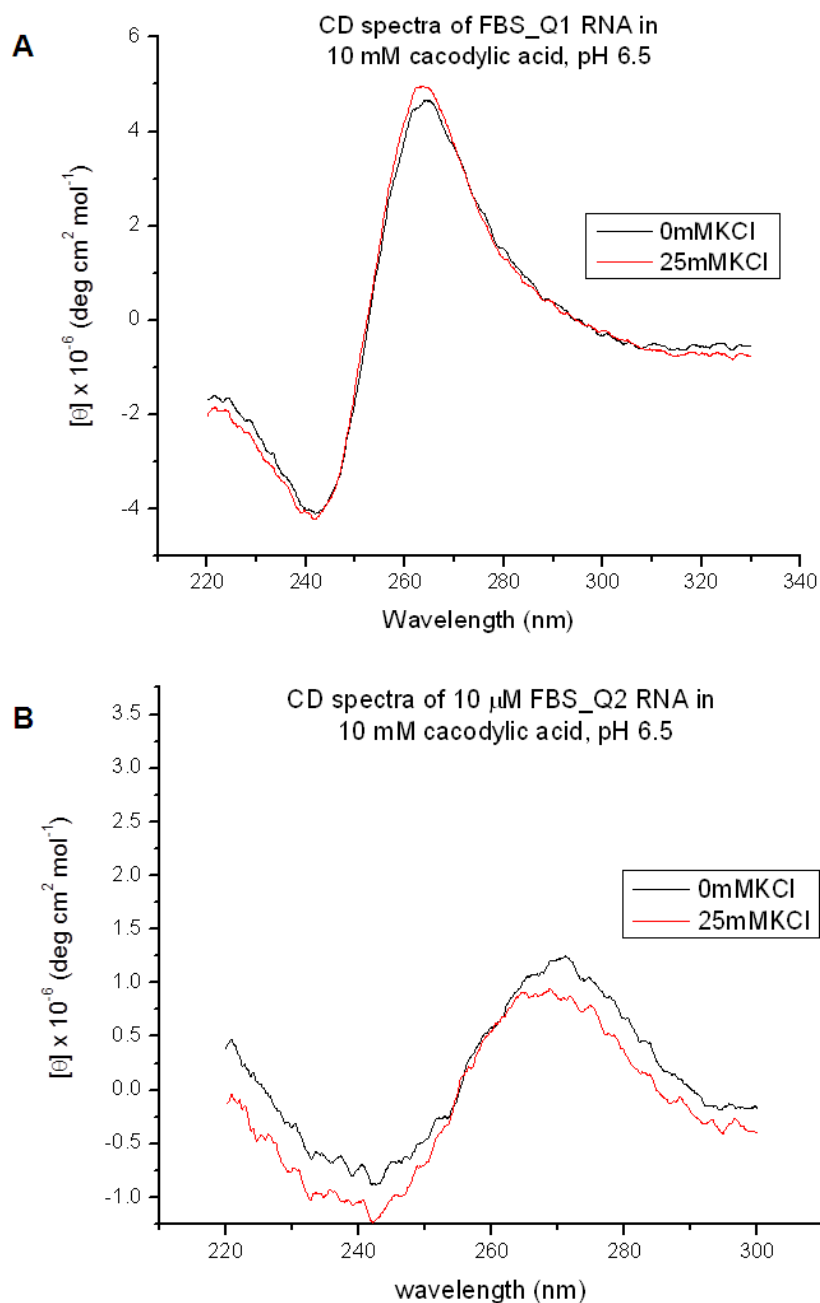 A
CD spectra of FBS_Q1 RNA in
10 mM cacodylic acid, pH 6.5
6
4
2
0
-2
-4
[θ] x 10⁻⁶ (deg cm² mol⁻¹)
0mMKCl
25mMKCl
220 240 260 280 300 320 340
Wavelength (nm)
B
CD spectra of 10 μM FBS_Q2 RNA in
10 mM cacodylic acid, pH 6.5
3.5
3.0
2.5
2.0
1.5
1.0
0.5
0.0
-0.5
-1.0
[θ] x 10⁻⁶ (deg cm² mol⁻¹)
0mMKCl
25mMKCl
220 240 260 280 300
wavelength (nm)